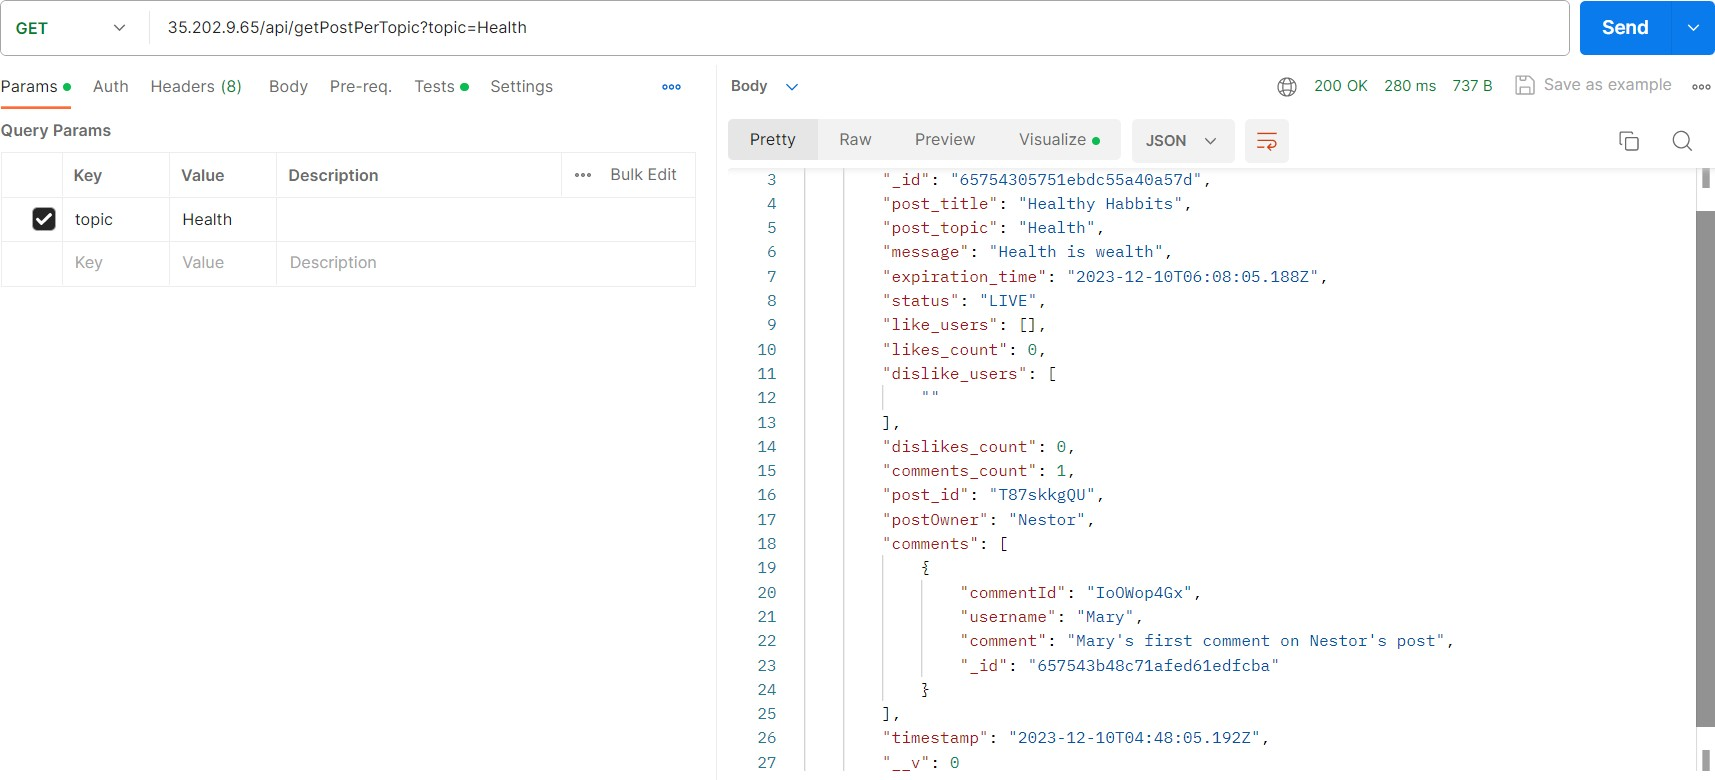 GET 35.202.9.65/api/getPostPerTopic?topic=Health Send
Params Auth Headers (8) Body Pre-req. Tests Settings
Query Params
Key Value Description Bulk Edit
topic Health
Key Value Description
Body 200 OK 280 ms 737 B Save as example
Pretty Raw Preview Visualize JSON
3 "_id": "65754305751ebdc55a40a57d",
4 "post_title": "Healthy Habbits",
5 "post_topic": "Health",
6 "message": "Health is wealth",
7 "expiration_time": "2023-12-10T06:08:05.188Z",
8 "status": "LIVE",
9 "like_users": [],
10 "likes_count": 0,
11 "dislike_users": [
12 ""
13 ],
14 "dislikes_count": 0,
15 "comments_count": 1,
16 "post_id": "T87skkgQU",
17 "postOwner": "Nestor",
18 "comments": [
19 {
20 "commentId": "IoOWop4Gx",
21 "username": "Mary",
22 "comment": "Mary's first comment on Nestor's post",
23 "_id": "657543b48c71afed61edfcba"
24 }
25 ],
26 "timestamp": "2023-12-10T04:48:05.192Z",
27 "__v": 0